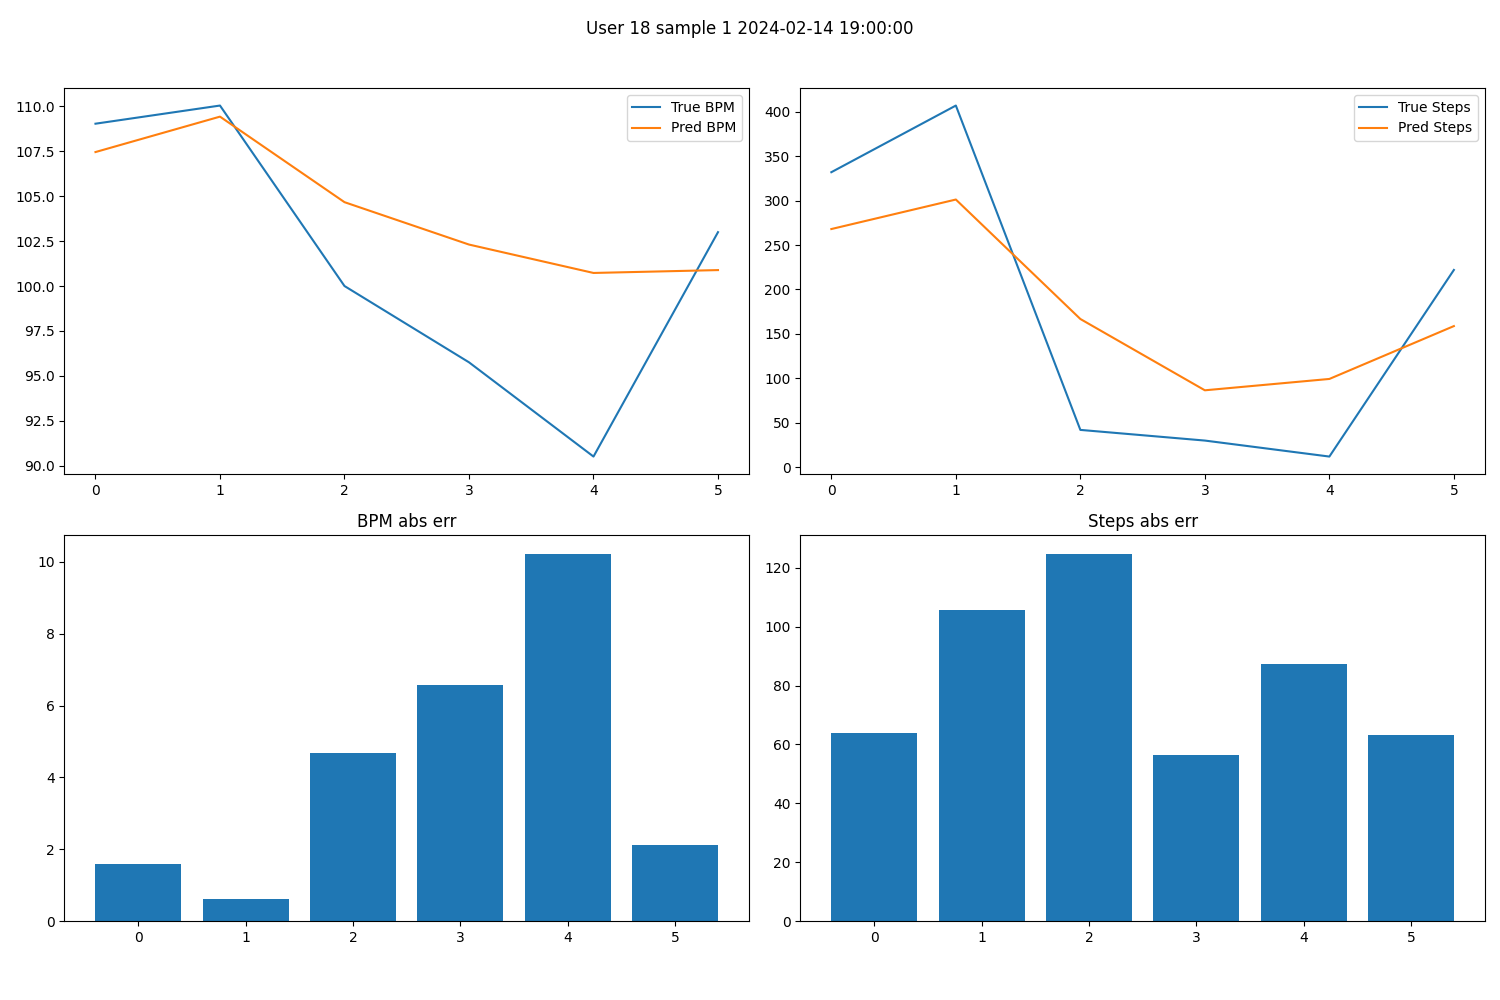 User 18 sample 1 2024-02-14 19:00:00
True BPM
Pred BPM
110.0
107.5
105.0
102.5
100.0
97.5
95.0
92.5
90.0
0 1 2 3 4 5
True Steps
Pred Steps
400
350
300
250
200
150
100
50
0
0 1 2 3 4 5
BPM abs err
10
8
6
4
2
0
0 1 2 3 4 5
Steps abs err
120
100
80
60
40
20
0
0 1 2 3 4 5